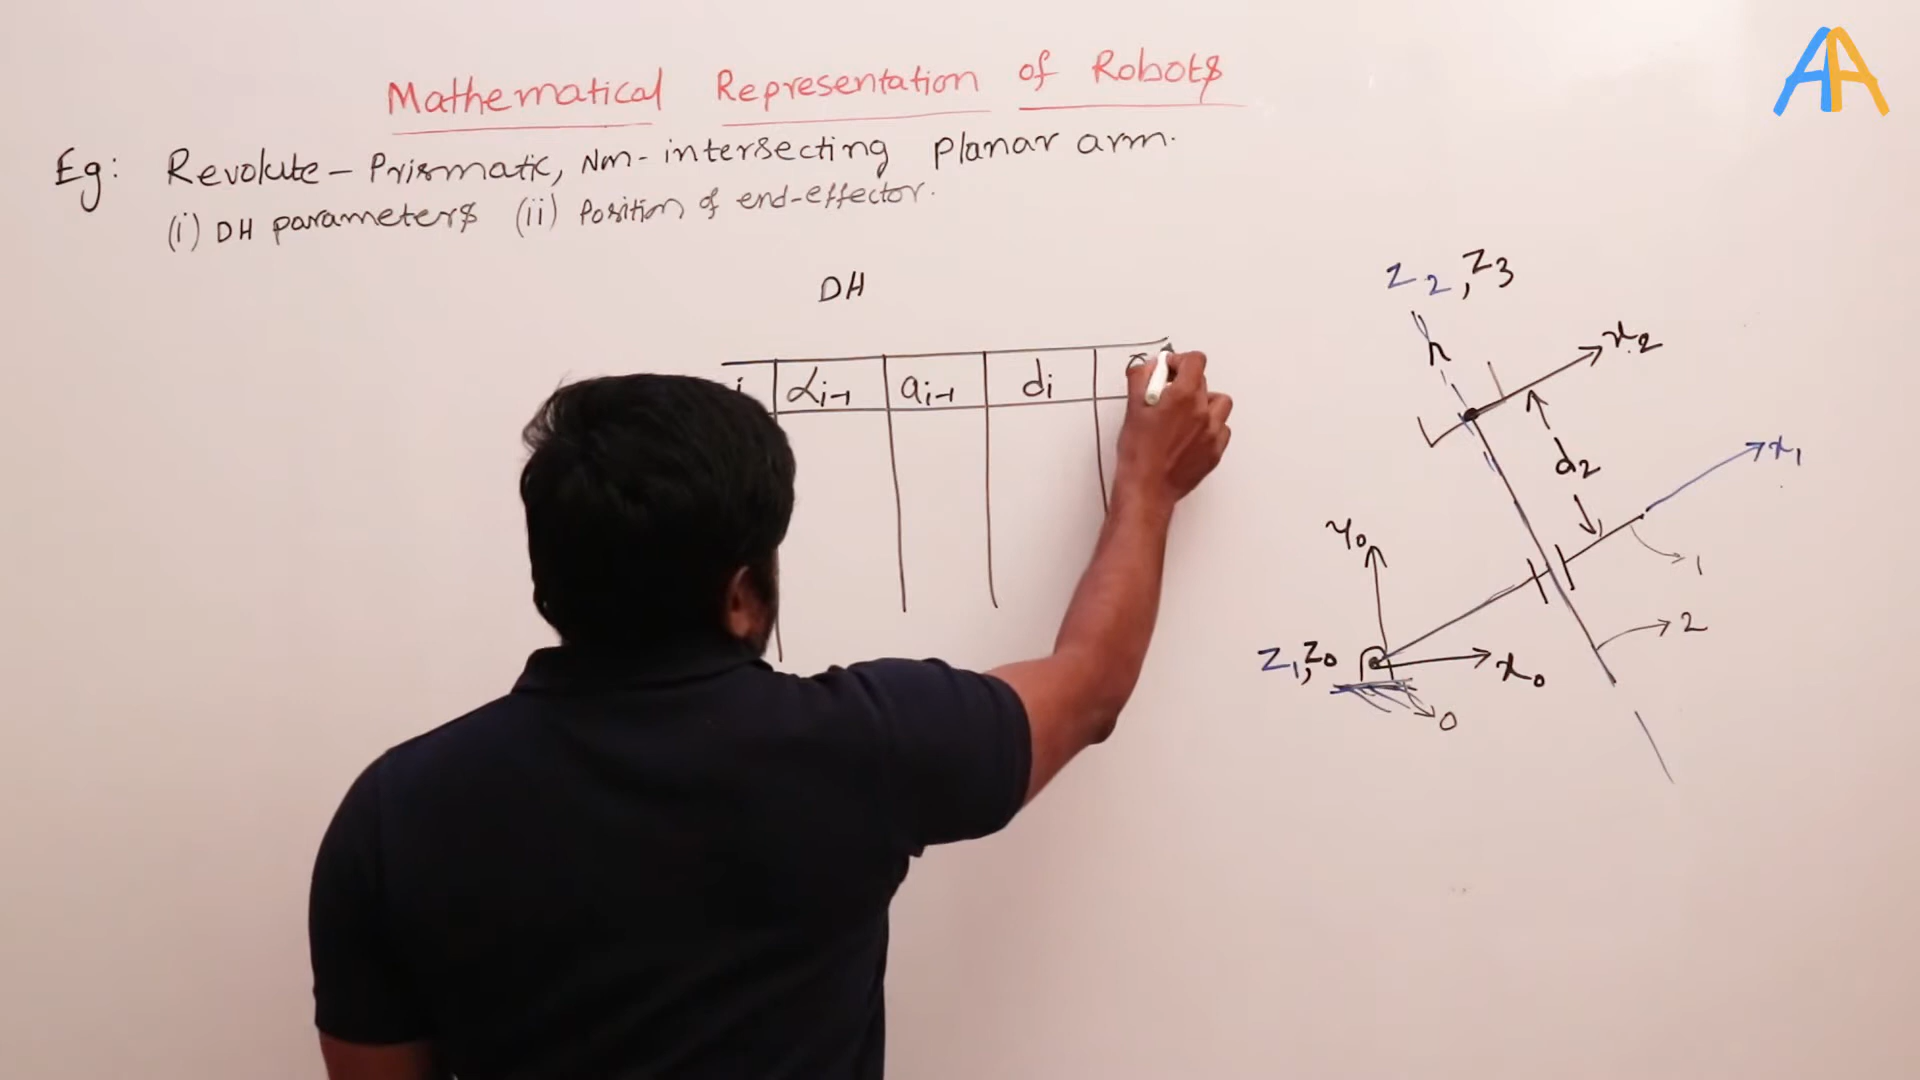 Mathematical Representation of Robots
Eg: Revolute – Prismatic, Non-intersecting planar arm.
(i) DH parameters (ii) Position of end-effector.
DH
i αi-1 ai-1 di
Z2, Z3
x2
d2
x1
Y0
1
2
Z1, Z0
x0
0
AA